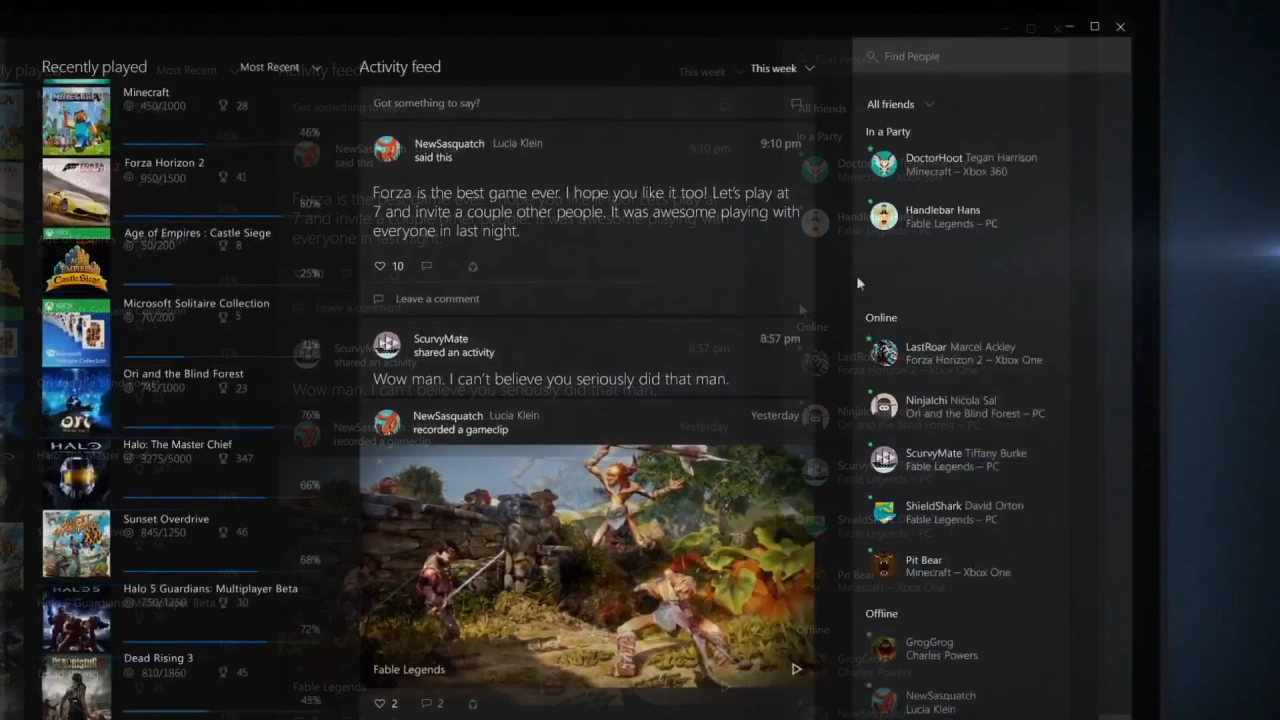 Recently played
Most Recent
Minecraft
450/1000
28
46%
Forza Horizon 2
950/1500
41
80%
Age of Empires : Castle Siege
50/200
8
25%
Microsoft Solitaire Collection
70/200
5
41%
Ori and the Blind Forest
745/1000
23
76%
Halo: The Master Chief
3275/5000
347
66%
Sunset Overdrive
845/1250
46
68%
Halo 5 Guardians: Multiplayer Beta
750/1250
30
72%
Dead Rising 3
810/1860
45
43%
Activity feed
This week
Got something to say?
NewSasquatch Lucia Klein
said this
9:10 pm
Forza is the best game ever. I hope you like it too! Let's play at
7 and invite a couple other people. It was awesome playing with
everyone in last night.
10
Leave a comment
ScurvyMate
shared an activity
8:57 pm
Wow man. I can't believe you seriously did that man.
NewSasquatch Lucia Klein
recorded a gameclip
Yesterday
Fable Legends
2
2
Find People
All friends
In a Party
DoctorHoot Tegan Harrison
Minecraft – Xbox 360
Handlebar Hans
Fable Legends – PC
Online
LastRoar Marcel Ackley
Forza Horizon 2 – Xbox One
NinjaIchi Nicola Sal
Ori and the Blind Forest – PC
ScurvyMate Tiffany Burke
Fable Legends – PC
ShieldShark David Orton
Fable Legends – PC
Pit Bear
Minecraft – Xbox One
Offline
GrogGrog
Charles Powers
NewSasquatch
Lucia Klein